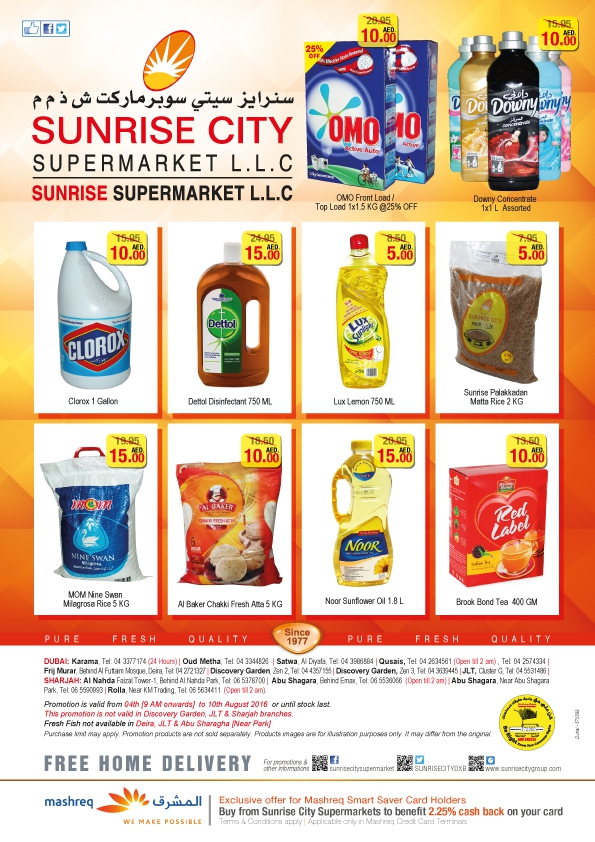 سنرايز سيتي سوبرماركت ش ذ م م
SUNRISE CITY
SUPERMARKET L.L.C
SUNRISE SUPERMARKET L.L.C
20.95
AED.
10.00
25%
OFF
OMO
Active Auto
OMO Front Load /
Top Load 1x1.5 KG @25% OFF
15.95
AED.
10.00
داوني
Downy
Downy Concentrate
1x1 L Assorted
15.95
AED.
10.00
CLOROX
Clorox 1 Gallon
24.95
AED.
15.00
Dettol
Dettol Disinfectant 750 ML
8.50
AED.
5.00
LUX
Sunlight
Lux Lemon 750 ML
7.95
AED.
5.00
SUNRISE CITY
Sunrise Palakkadan
Matta Rice 2 KG
19.95
AED.
15.00
mom
NINE SWAN
Milagrosa
MOM Nine Swan
Milagrosa Rice 5 KG
18.50
AED.
10.00
AL BAKER
CHAKKI FRESH ATTA
Al Baker Chakki Fresh Atta 5 KG
20.95
AED.
15.00
NOOR
Noor Sunflower Oil 1.8 L
13.50
AED.
10.00
Brooke Bond
Red
Label
Brook Bond Tea 400 GM
PURE FRESH QUALITY
Since
1977
PURE FRESH QUALITY
DUBAI: Karama, Tel: 04 3377174 (24 Hours) | Oud Metha, Tel: 04 3344826 | Satwa, Al Diyafa, Tel: 04 3986884 | Qusais, Tel: 04 2634561 (Open till 2 am) , Tel: 04 2574334 |
Frij Murar, Behind Al Futtaim Mosque, Deira, Tel: 04 2721327 | Discovery Garden, Zen 2, Tel: 04 4357155 | Discovery Garden, Zen 3, Tel: 04 3639445 | JLT, Cluster G, Tel: 04 5531486 |
SHARJAH: Al Nahda Faizal Tower-1, Behind Al Nahda Park, Tel: 06 5378700 | Abu Shagara, Behind Emax, Tel: 06 5536066 (Open till 2 am) | Abu Shagara, Near Abu Shagara
Park, Tel: 06 5590993 | Rolla, Near KM Trading, Tel: 06 5634411 (Open till 2 am).
Promotion is valid from 04th [9 AM onwards] to 10th August 2016 or until stock last.
This promotion is not valid in Discovery Garden, JLT & Sharjah branches.
Fresh Fish not available in Deira, JLT & Abu Sharagha [Near Park]
Purchase limit may apply. Promotion products are not sold separately. Products images are for illustration purposes only. It may differ from the original.
FREE HOME DELIVERY
For promotions &
other informations
sunrisecitysupermarket
SUNRISECITYDXB
www.sunrisecitygroup.com
mashreq المشرق
WE MAKE POSSIBLE
Exclusive offer for Mashreq Smart Saver Card Holders
Buy from Sunrise City Supermarkets to benefit 2.25% cash back on your card
Terms & Conditions apply | Applicable only in Mashreq Credit Card Terminals